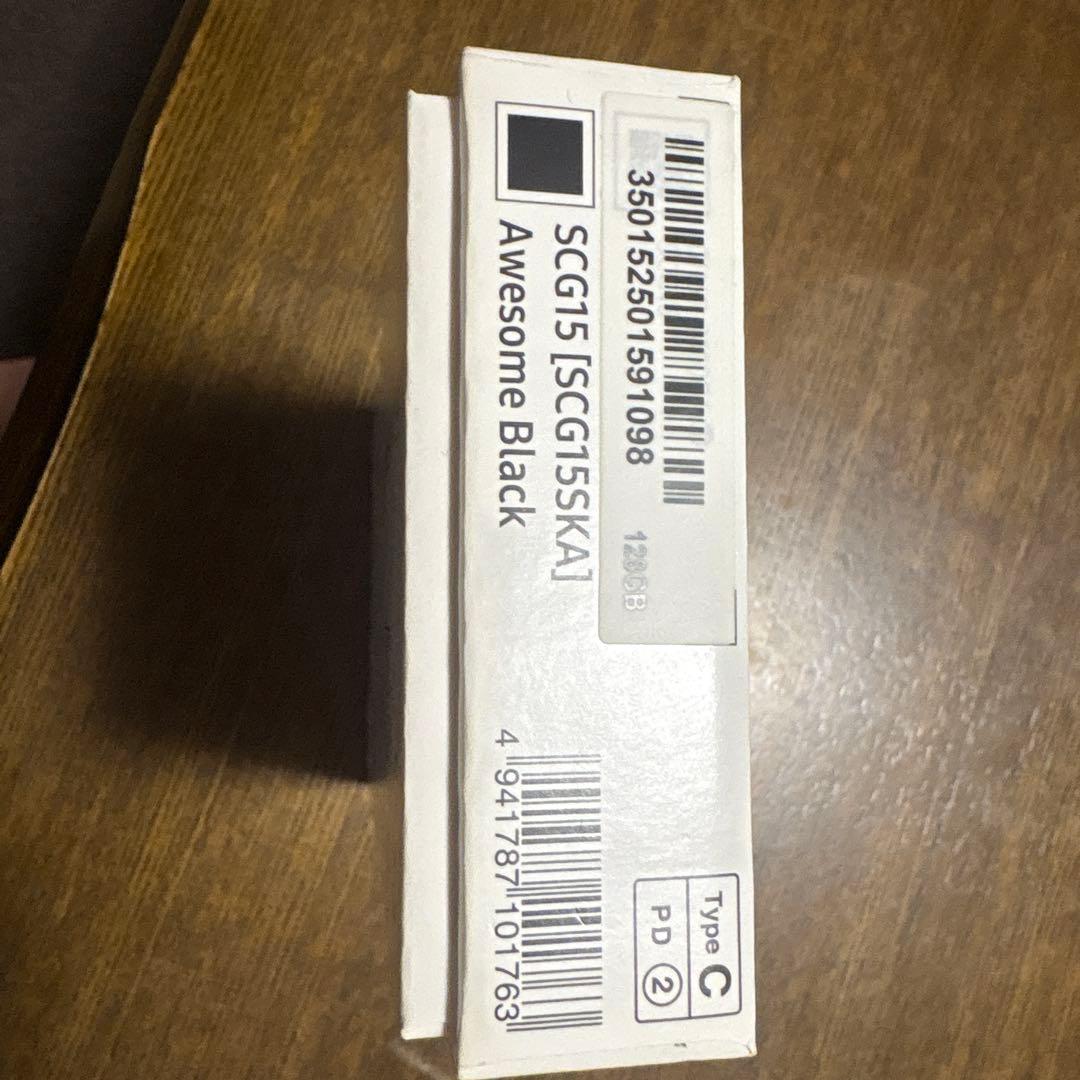 350152501591098
128GB
SCG15 [SCG15SKA]
Awesome Black
Type C
PD 2
4 941787 101763